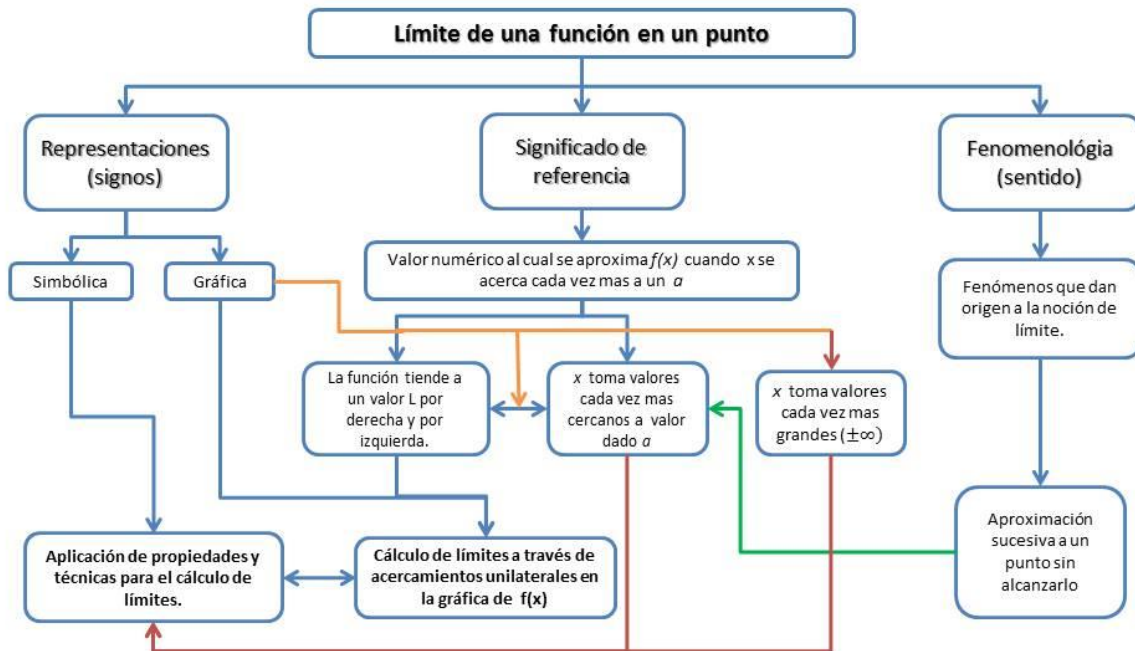 Límite de una función en un punto
Representaciones
(signos)
Significado de
referencia
Fenomenológia
(sentido)
Simbólica
Gráfica
Valor numérico al cual se aproxima f(x) cuando x se
acerca cada vez mas a un a
Fenómenos que dan
origen a la noción de
límite.
La función tiende a
un valor L por
derecha y por
izquierda.
x toma valores
cada vez mas
cercanos a valor
dado a
x toma valores
cada vez mas
grandes (±∞)
Aplicación de propiedades y
técnicas para el cálculo de
límites.
Cálculo de límites a través de
acercamientos unilaterales en
la gráfica de f(x)
Aproximación
sucesiva a un
punto sin
alcanzarlo